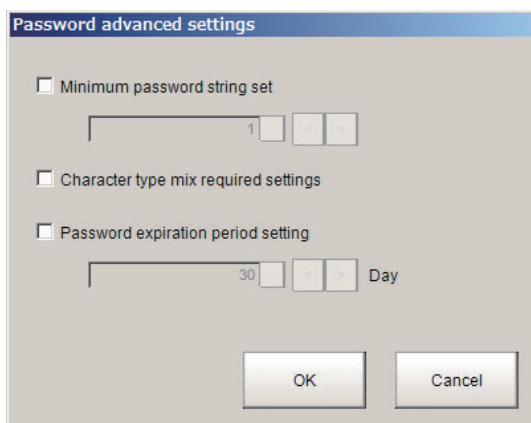 Password advanced settings
Minimum password string set
1
< >
Character type mix required settings
Password expiration period setting
30
< > Day
OK Cancel